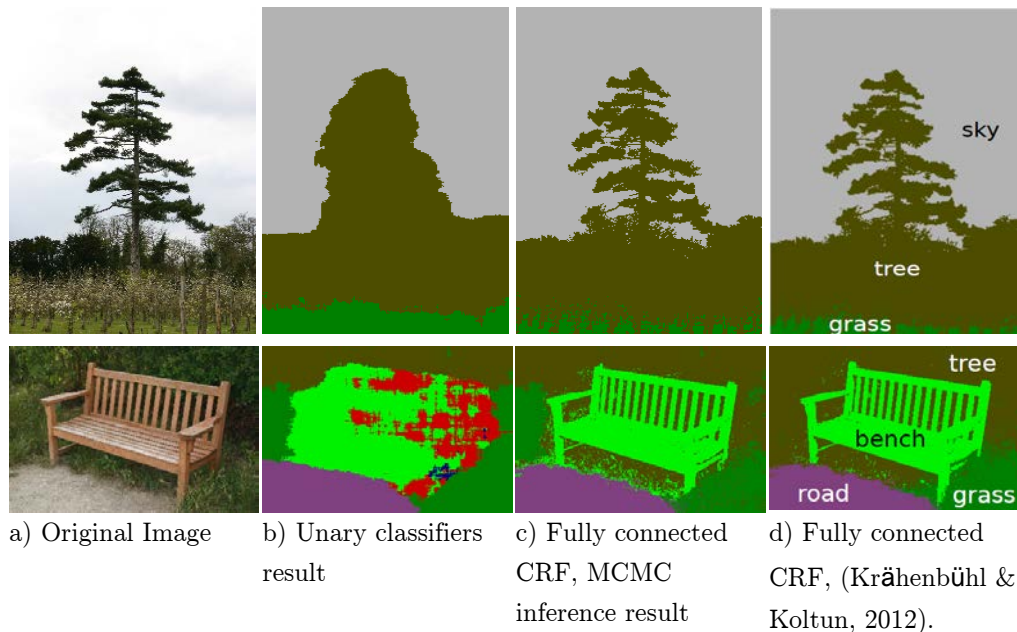 sky
tree
grass
tree
bench
road
grass
a) Original Image
b) Unary classifiers
result
c) Fully connected
CRF, MCMC
inference result
d) Fully connected
CRF, (Krähenbühl &
Koltun, 2012).